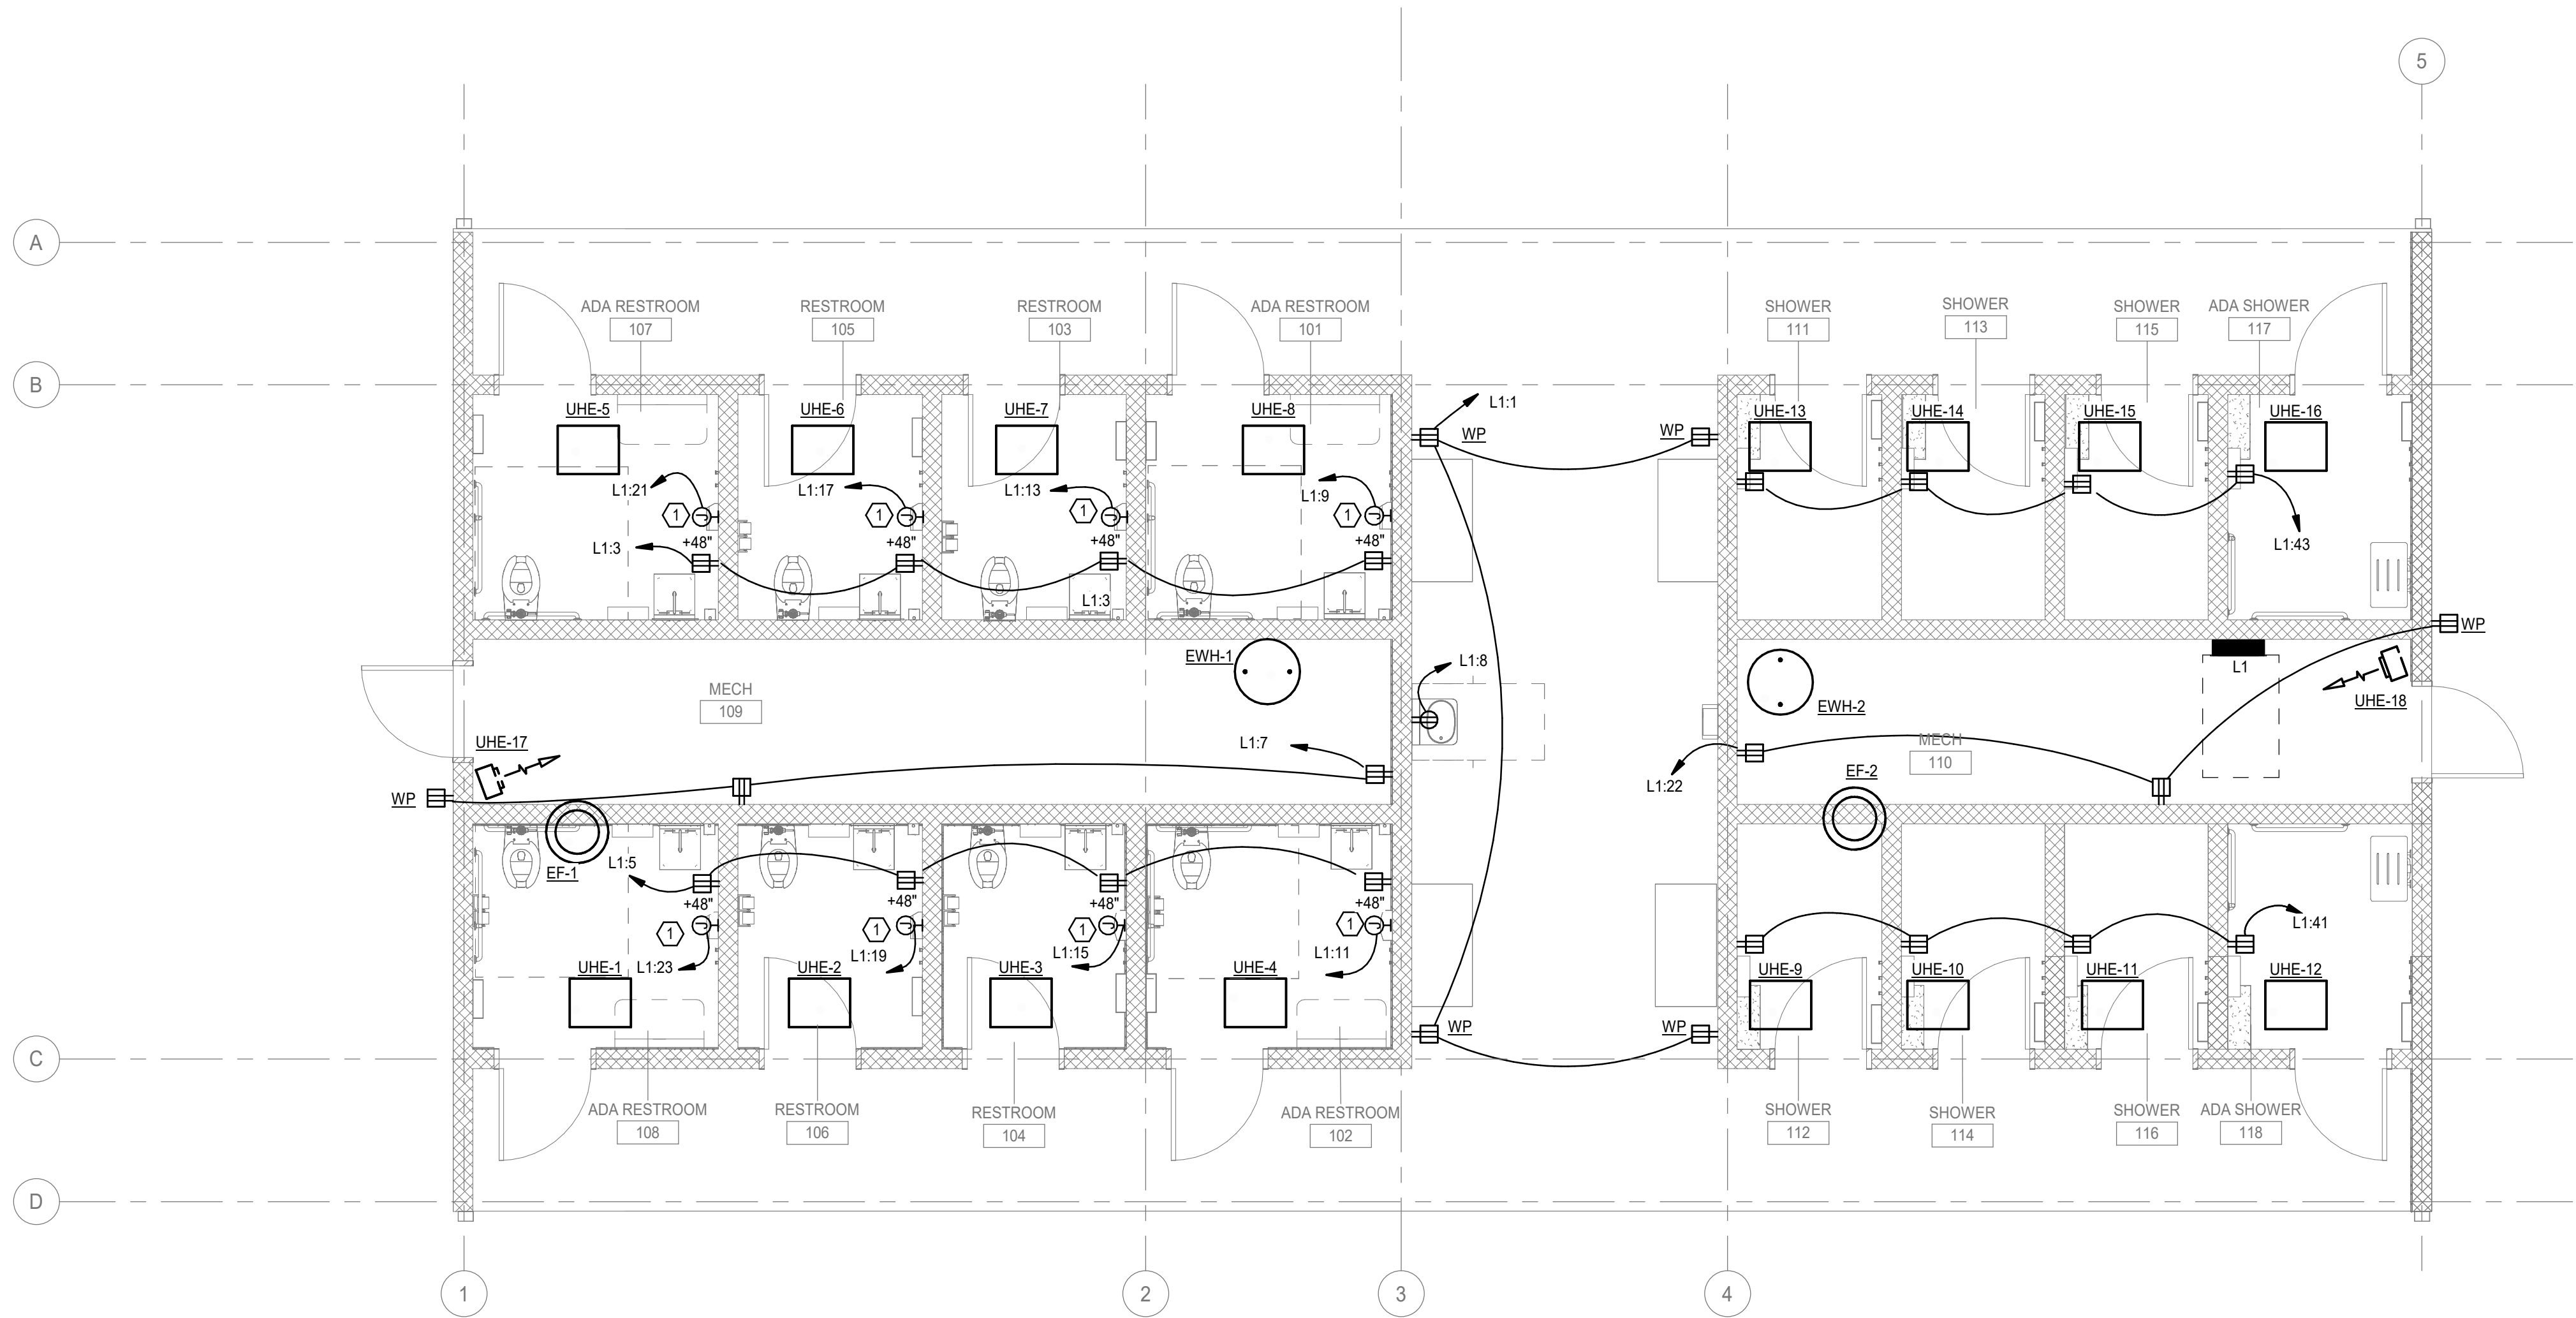 5
A
ADA RESTROOM
107
RESTROOM
105
RESTROOM
103
ADA RESTROOM
101
SHOWER
111
SHOWER
113
SHOWER
115
ADA SHOWER
117
B
UHE-5
UHE-6
UHE-7
UHE-8
L1:1
WP
WP
UHE-13
UHE-14
UHE-15
UHE-16
L1:21
L1:17
L1:13
L1:9
1
1
1
1
+48"
+48"
+48"
+48"
L1:3
L1:43
L1:3
WP
EWH-1
L1:8
L1
MECH
109
EWH-2
UHE-18
UHE-17
L1:7
MECH
110
EF-2
L1:22
WP
L1:5
EF-1
+48"
+48"
+48"
+48"
1
1
1
1
L1:23
L1:19
L1:15
L1:11
L1:41
UHE-1
UHE-2
UHE-3
UHE-4
UHE-9
UHE-10
UHE-11
UHE-12
WP
WP
C
ADA RESTROOM
108
RESTROOM
106
RESTROOM
104
ADA RESTROOM
102
SHOWER
112
SHOWER
114
SHOWER
116
ADA SHOWER
118
D
1
2
3
4